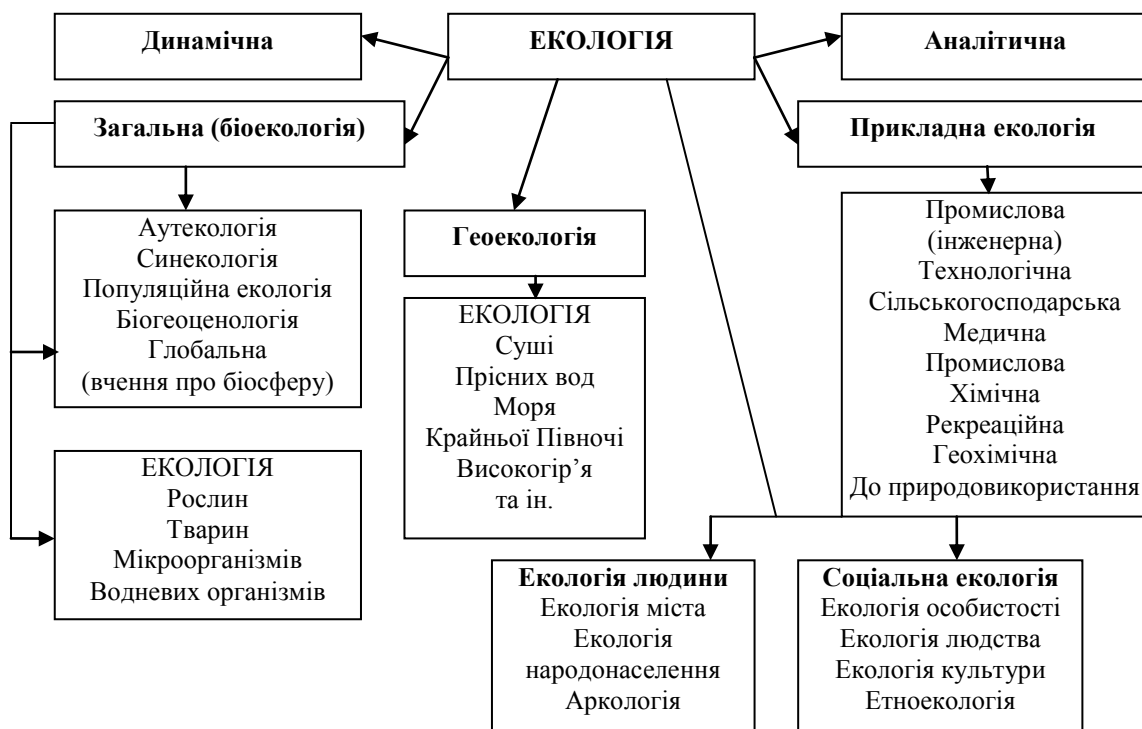 Динамічна
ЕКОЛОГІЯ
Аналітична
Загальна (біоекологія)
Прикладна екологія
Аутекологія
Синекологія
Популяційна екологія
Біогеоценологія
Глобальна
(вчення про біосферу)
Геоекологія
Промислова
(інженерна)
Технологічна
Сільськогосподарська
Медична
Промислова
Хімічна
Рекреаційна
Геохімічна
До природовикористання
ЕКОЛОГІЯ
Суші
Прісних вод
Моря
Крайньої Півночі
Високогір’я
та ін.
ЕКОЛОГІЯ
Рослин
Тварин
Мікроорганізмів
Водневих організмів
Екологія людини
Екологія міста
Екологія
народонаселення
Аркологія
Соціальна екологія
Екологія особистості
Екологія людства
Екологія культури
Етноекологія